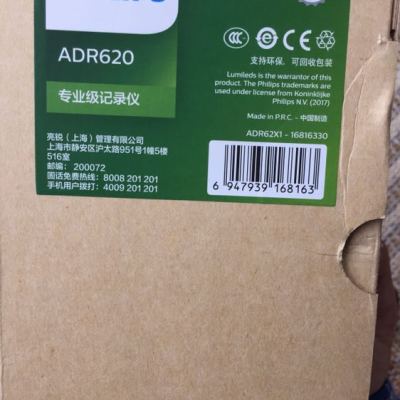 ADR620
专业级记录仪
亮锐（上海）管理有限公司
上海市静安区沪太路951号1幢5楼
516室
邮编：200072
固话免费热线：8008 201 201
手机用户拨打：4009 201 201
支持环保，可回收包装
Lumileds is the warrantor of this
product. The Philips trademarks are
used under license from Koninklijke
Philips N.V. (2017)
Made in P.R.C. - 中国制造
ADR62X1 - 16816330
6 947939 168163